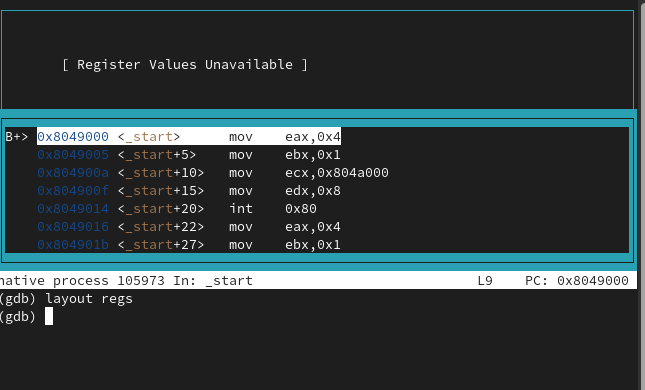 [ Register Values Unavailable ]
B+> 0x8049000 <_start> mov eax,0x4
0x8049005 <_start+5> mov ebx,0x1
0x804900a <_start+10> mov ecx,0x804a000
0x804900f <_start+15> mov edx,0x8
0x8049014 <_start+20> int 0x80
0x8049016 <_start+22> mov eax,0x4
0x804901b <_start+27> mov ebx,0x1
native process 105973 In: _start L9 PC: 0x8049000
(gdb) layout regs
(gdb)